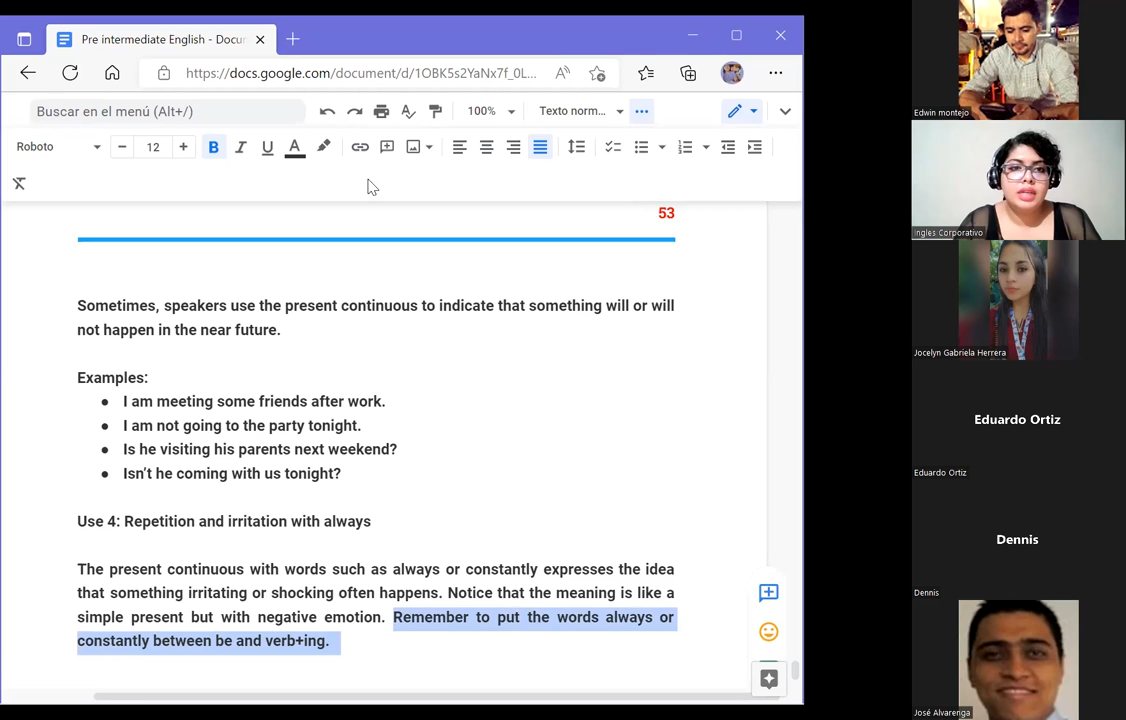 Pre intermediate English - Docu
https://docs.google.com/document/d/1OBK5s2YaNx7f_0L...
Buscar en el menú (Alt+/)
100%
Texto norm...
Roboto
12
53
Sometimes, speakers use the present continuous to indicate that something will or will
not happen in the near future.
Examples:
● I am meeting some friends after work.
● I am not going to the party tonight.
● Is he visiting his parents next weekend?
● Isn't he coming with us tonight?
Use 4: Repetition and irritation with always
The present continuous with words such as always or constantly expresses the idea
that something irritating or shocking often happens. Notice that the meaning is like a
simple present but with negative emotion. Remember to put the words always or
constantly between be and verb+ing.
Edwin montejo
Ingles Corporativo
Jocelyn Gabriela Herrera
Eduardo Ortiz
Eduardo Ortiz
Dennis
Dennis
José Alvarenga